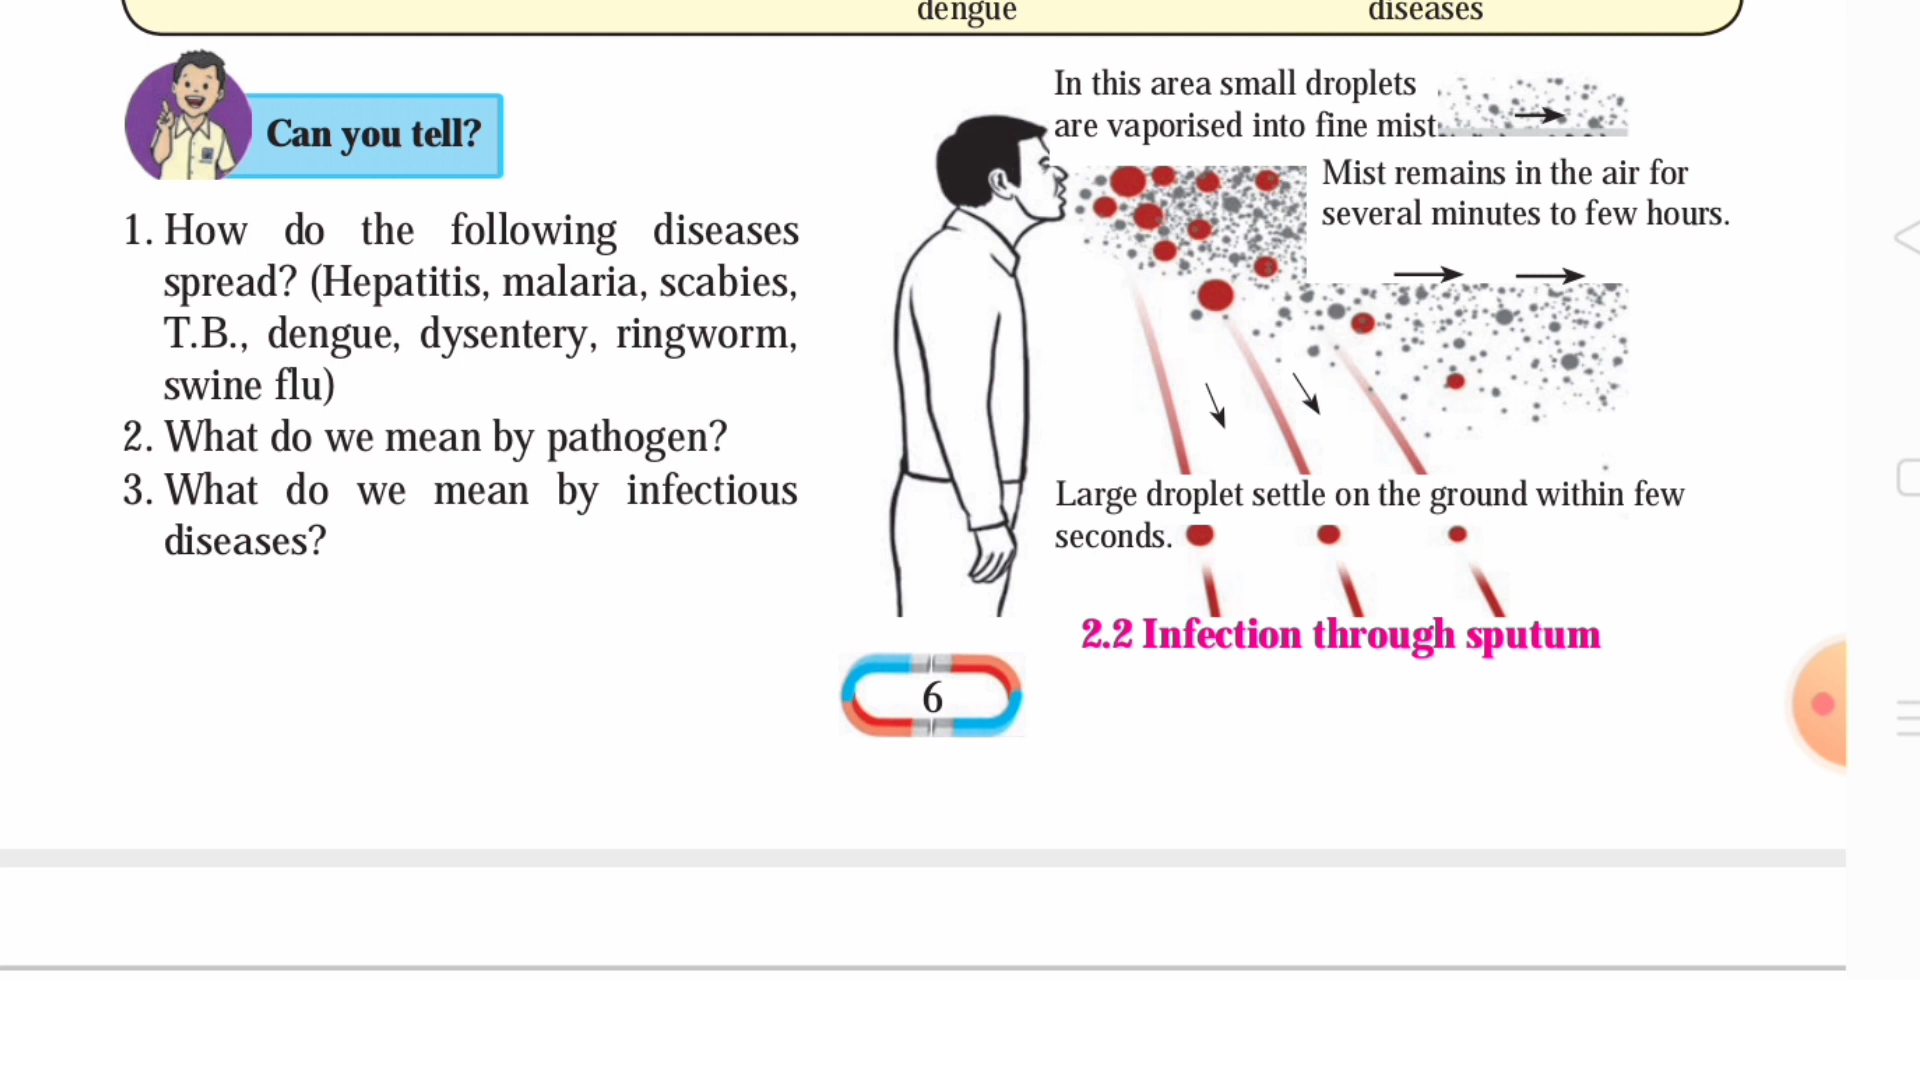 dengue
diseases
Can you tell?
1. How do the following diseases
spread? (Hepatitis, malaria, scabies,
T.B., dengue, dysentery, ringworm,
swine flu)
2. What do we mean by pathogen?
3. What do we mean by infectious
diseases?
In this area small droplets
are vaporised into fine mist.
Mist remains in the air for
several minutes to few hours.
Large droplet settle on the ground within few
seconds.
2.2 Infection through sputum
6